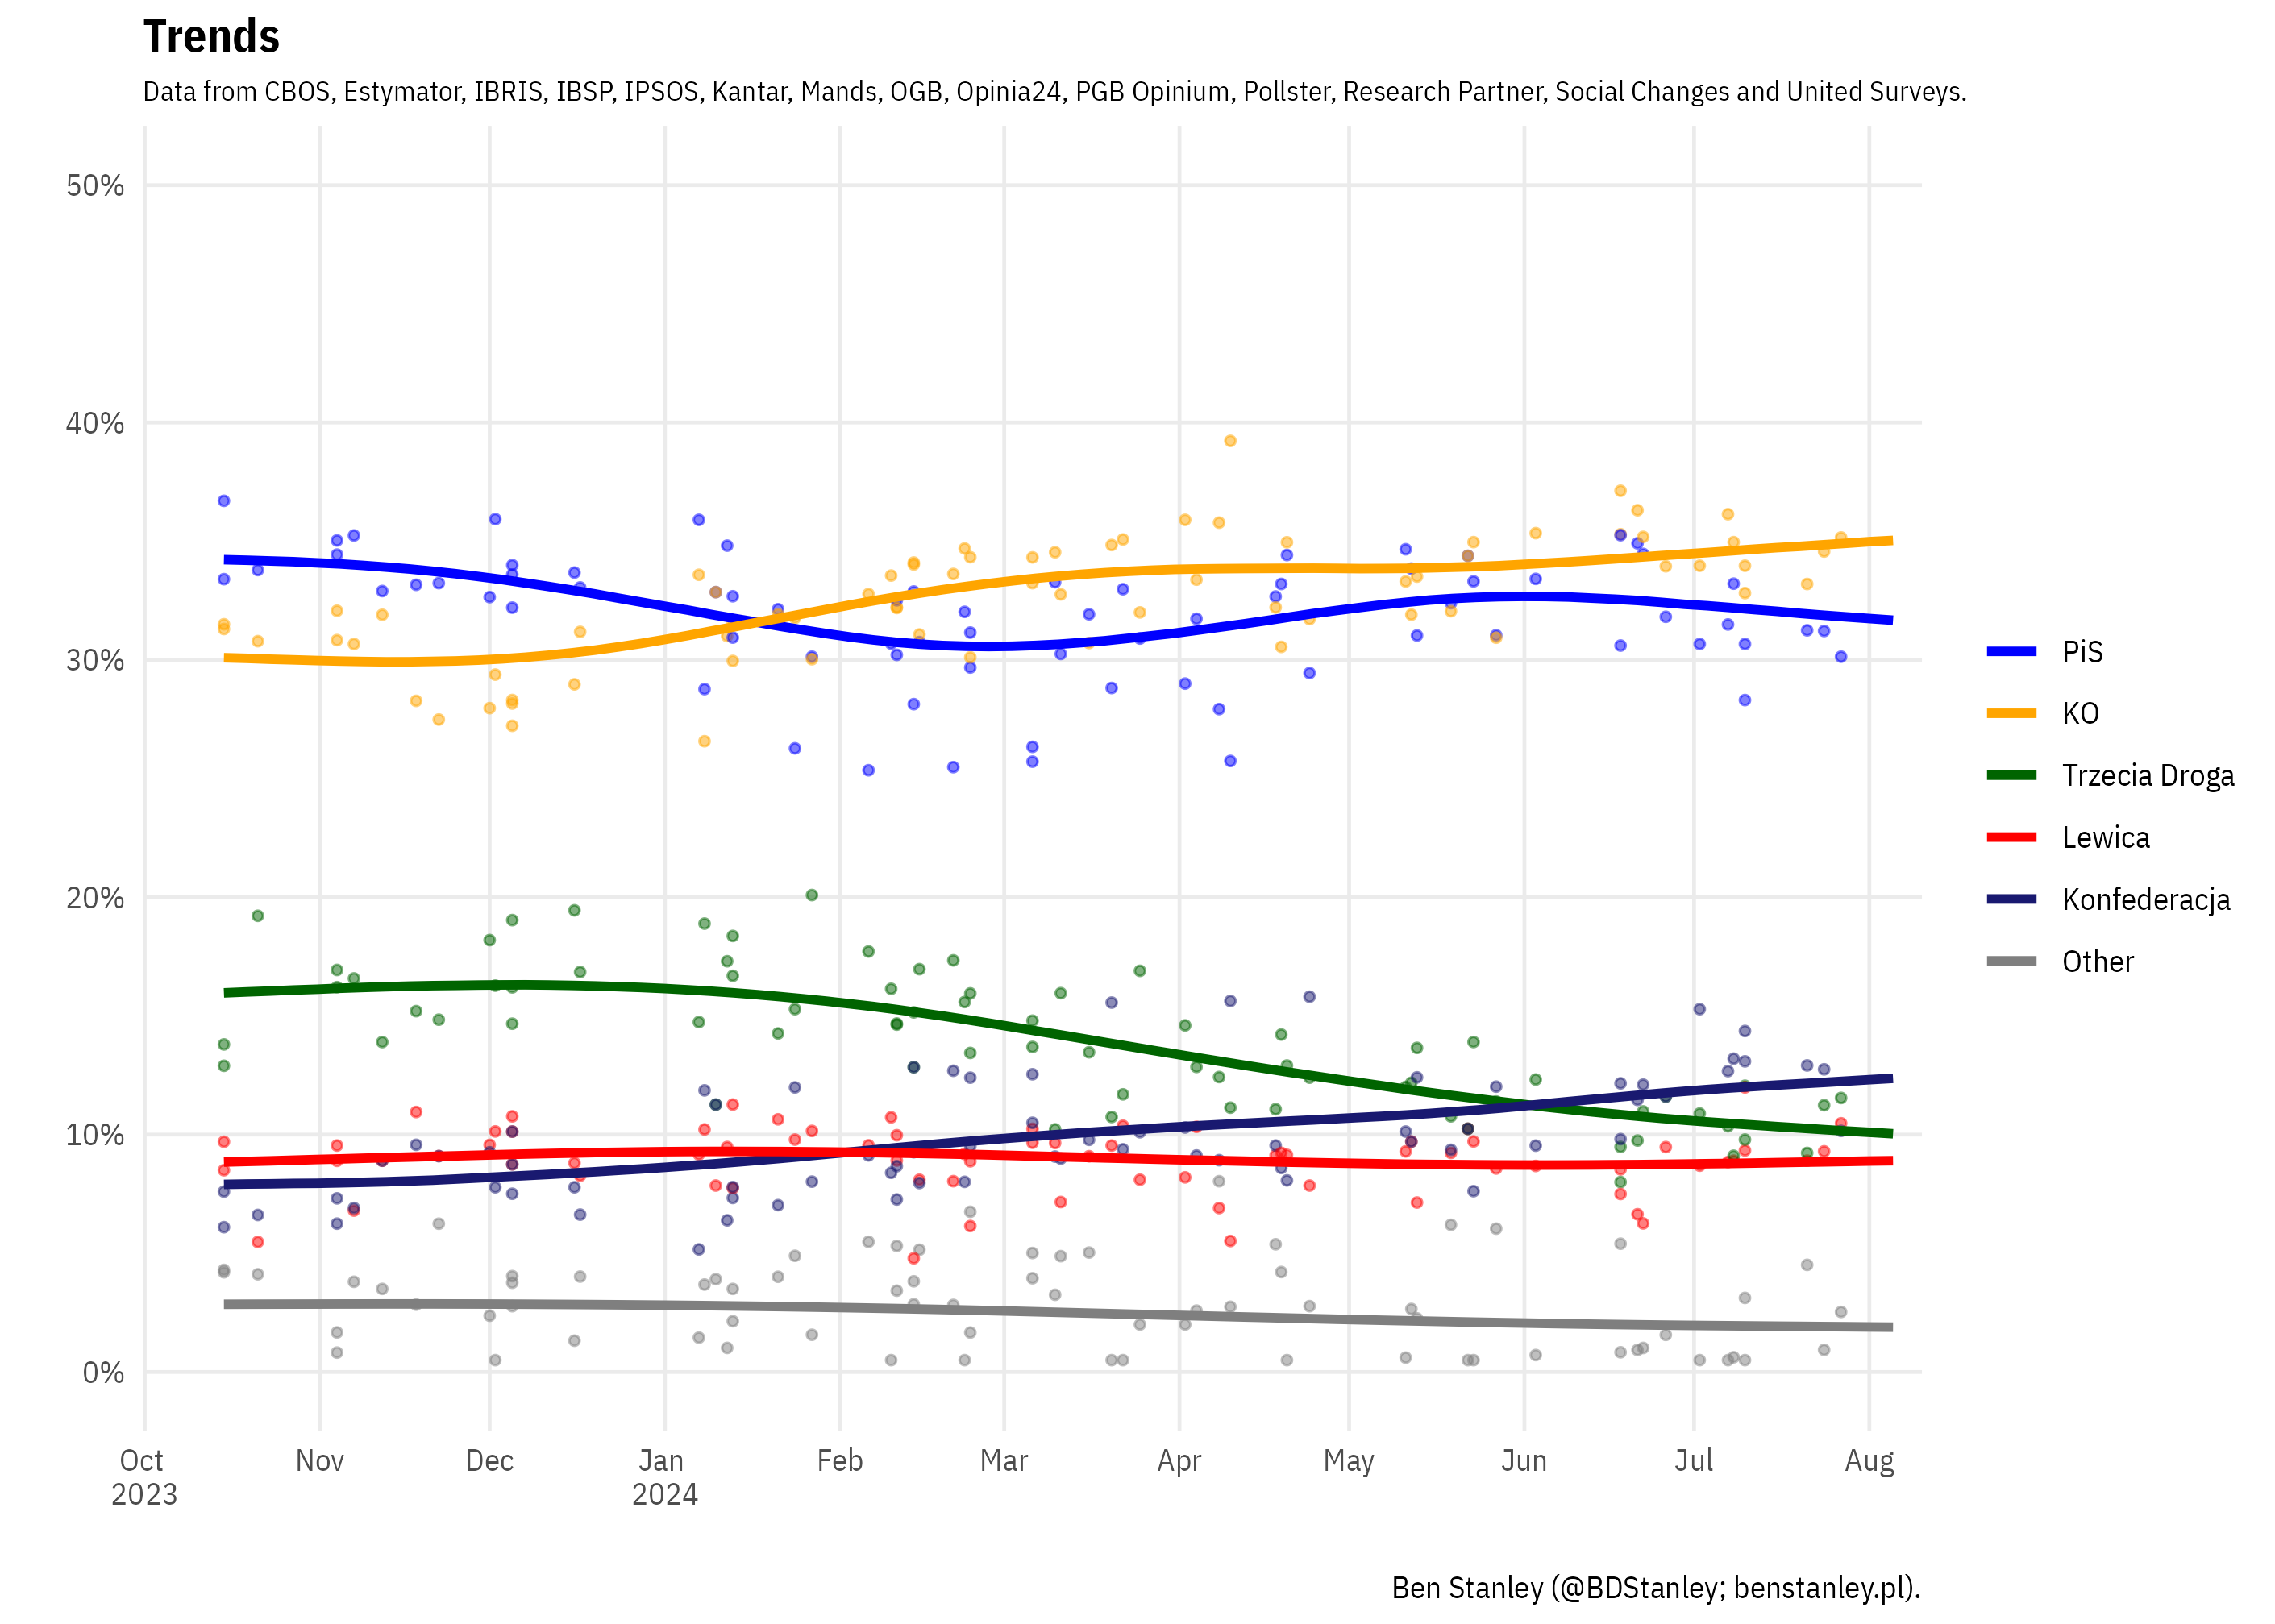 Trends
Data from CBOS, Estymator, IBRIS, IBSP, IPSOS, Kantar, Mands, OGB, Opinia24, PGB Opinium, Pollster, Research Partner, Social Changes and United Surveys.
50%
40%
30%
20%
10%
0%
Oct
2023
Nov
Dec
Jan
2024
Feb
Mar
Apr
May
Jun
Jul
Aug
PiS
KO
Trzecia Droga
Lewica
Konfederacja
Other
Ben Stanley (@BDStanley; benstanley.pl).